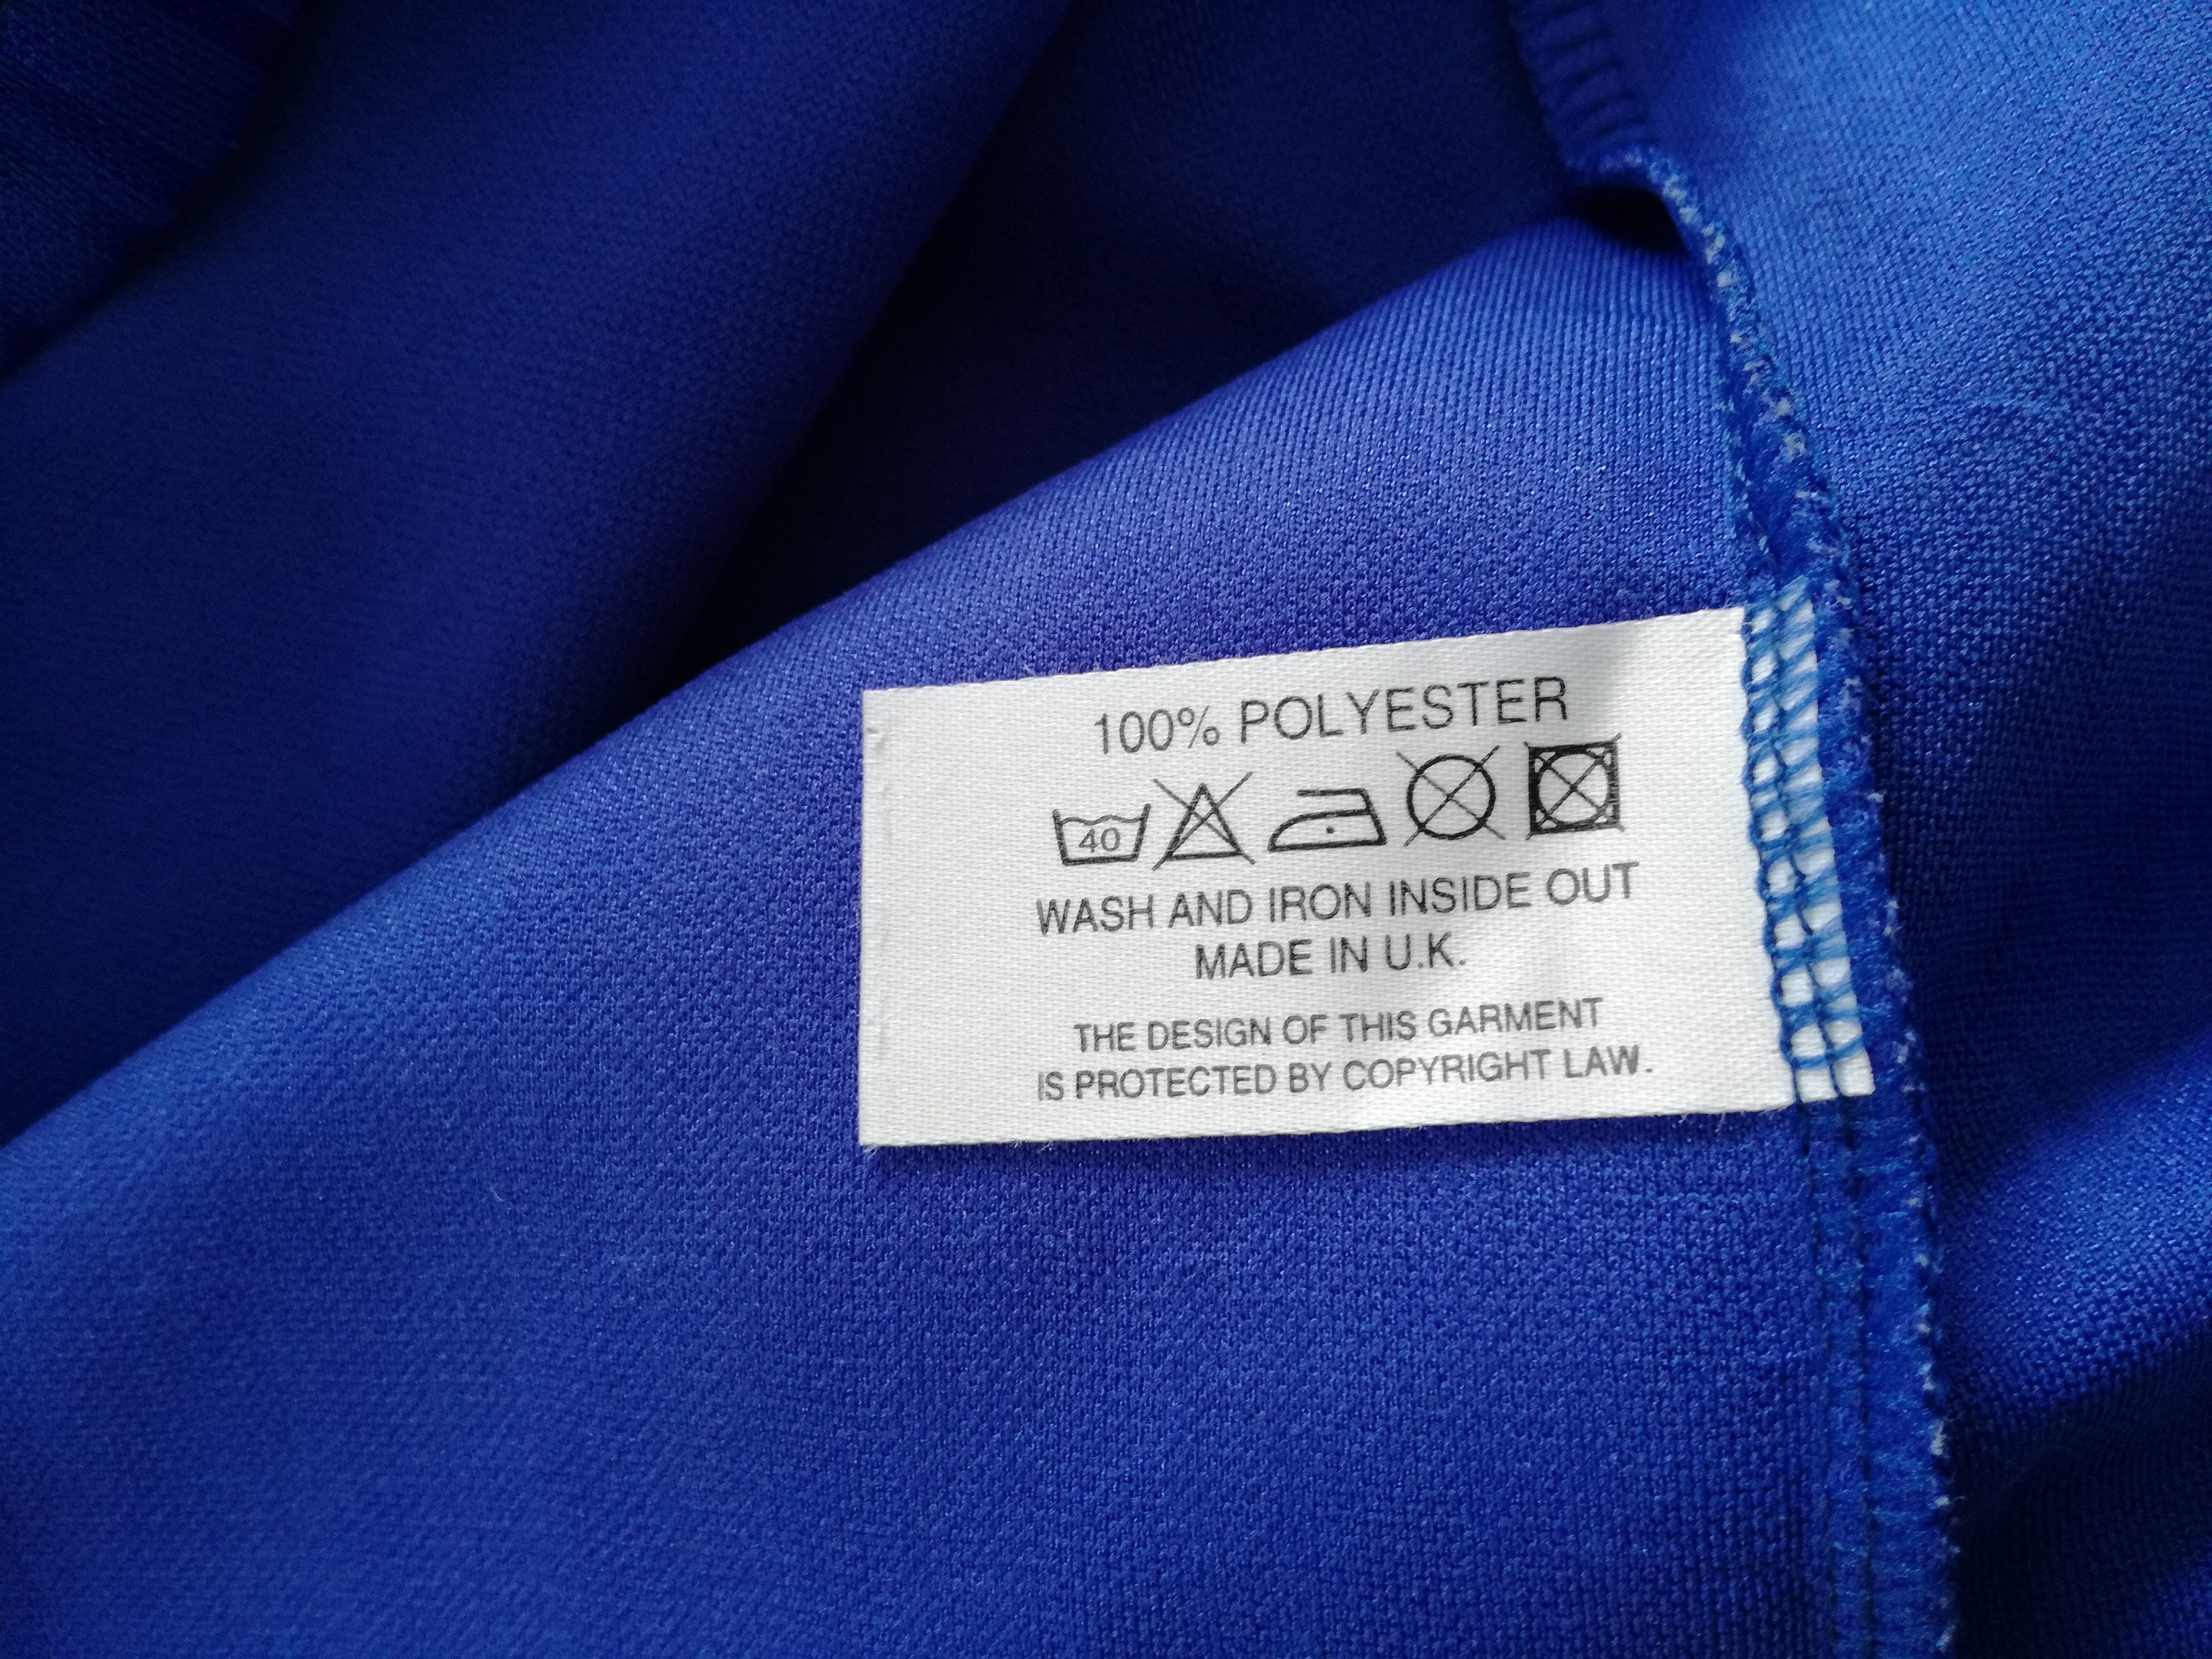 100% POLYESTER
40
WASH AND IRON INSIDE OUT
MADE IN U.K.
THE DESIGN OF THIS GARMENT
IS PROTECTED BY COPYRIGHT LAW.